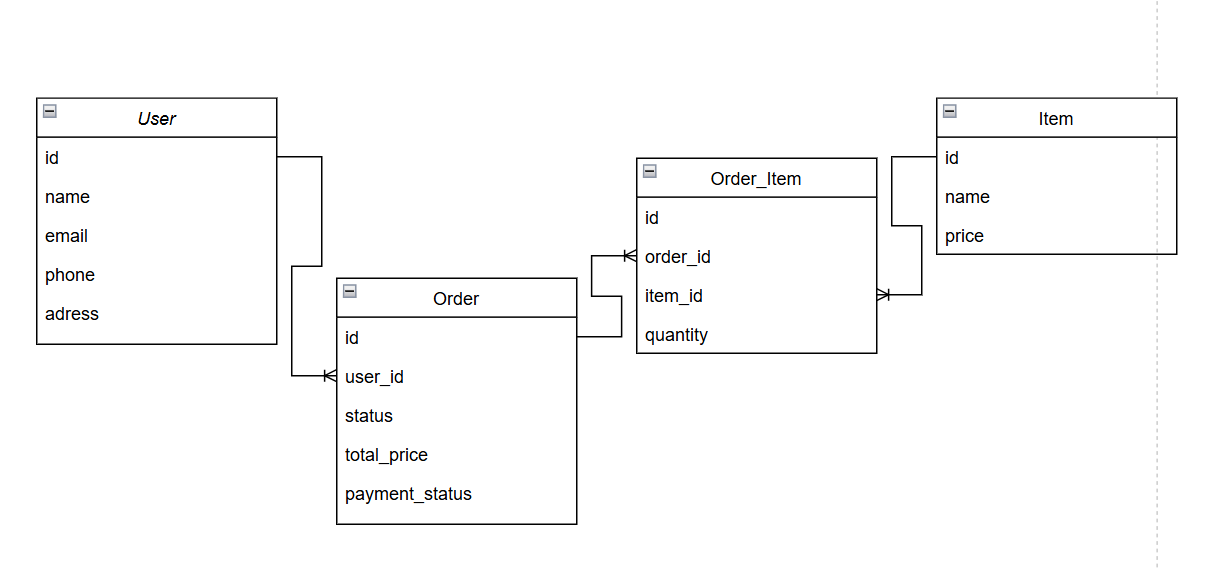 User
id
name
email
phone
adress
Order
id
user_id
status
total_price
payment_status
Order_Item
id
order_id
item_id
quantity
Item
id
name
price